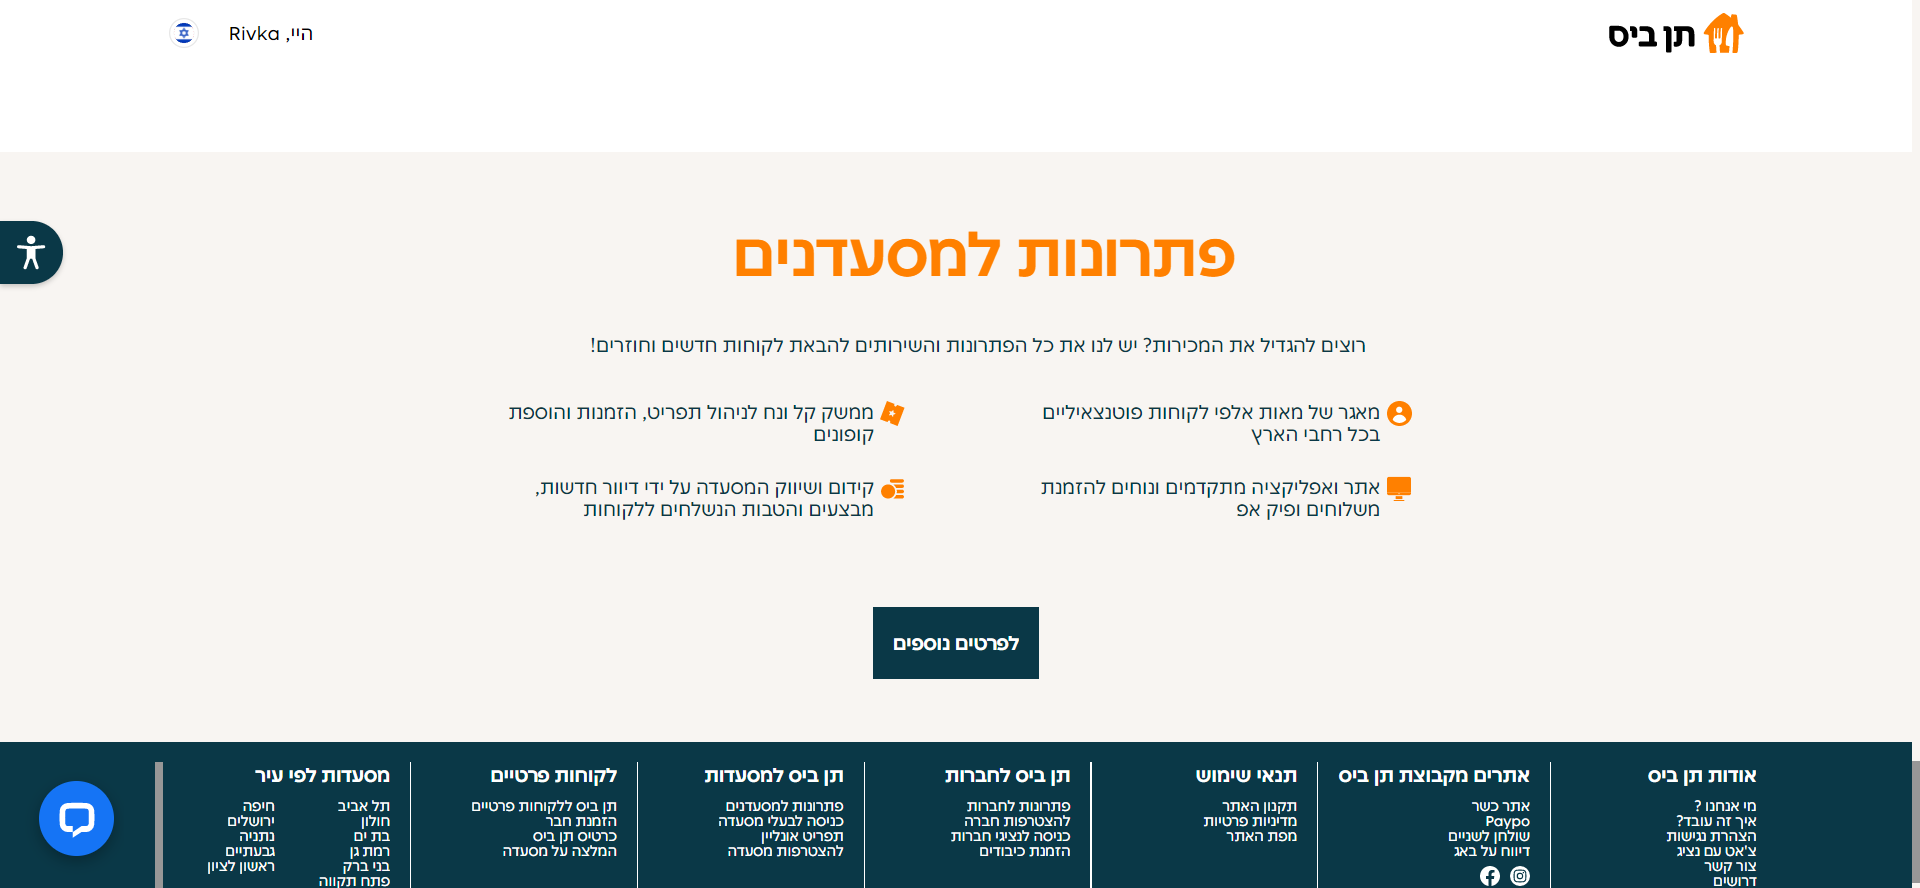 תן ביס
היי, Rivka
פתרונות למסעדנים
רוצים להגדיל את המכירות? יש לנו את כל הפתרונות והשירותים להבאת לקוחות חדשים וחוזרים!
מאגר של מאות אלפי לקוחות פוטנצאיליים
בכל רחבי הארץ
ממשק קל ונח לניהול תפריט, הזמנות והוספת
קופונים
אתר ואפליקציה מתקדמים ונוחים להזמנת
משלוחים ופיק אפ
קידום ושיווק המסעדה על ידי דיוור חדשות,
מבצעים והטבות הנשלחים ללקוחות
לפרטים נוספים
אודות תן ביס
מי אנחנו ?
איך זה עובד?
הצהרת נגישות
צ'אט עם נציג
צור קשר
דרושים
אתרים מקבוצת תן ביס
אתר כשר
Paypo
שולחן לשניים
דיווח על באג
תנאי שימוש
תקנון האתר
מדיניות פרטיות
מפת האתר
תן ביס לחברות
פתרונות לחברות
להצטרפות חברה
כניסה לנציגי חברות
הזמנת כיבודים
תן ביס למסעדות
פתרונות למסעדנים
כניסה לבעלי מסעדה
תפריט אונליין
להצטרפות מסעדה
לקוחות פרטיים
תן ביס ללקוחות פרטיים
הזמנת חבר
כרטיס תן ביס
המלצה על מסעדה
מסעדות לפי עיר
תל אביב
חולון
בת ים
רמת גן
בני ברק
פתח תקווה
חיפה
ירושלים
נתניה
גבעתיים
ראשון לציון